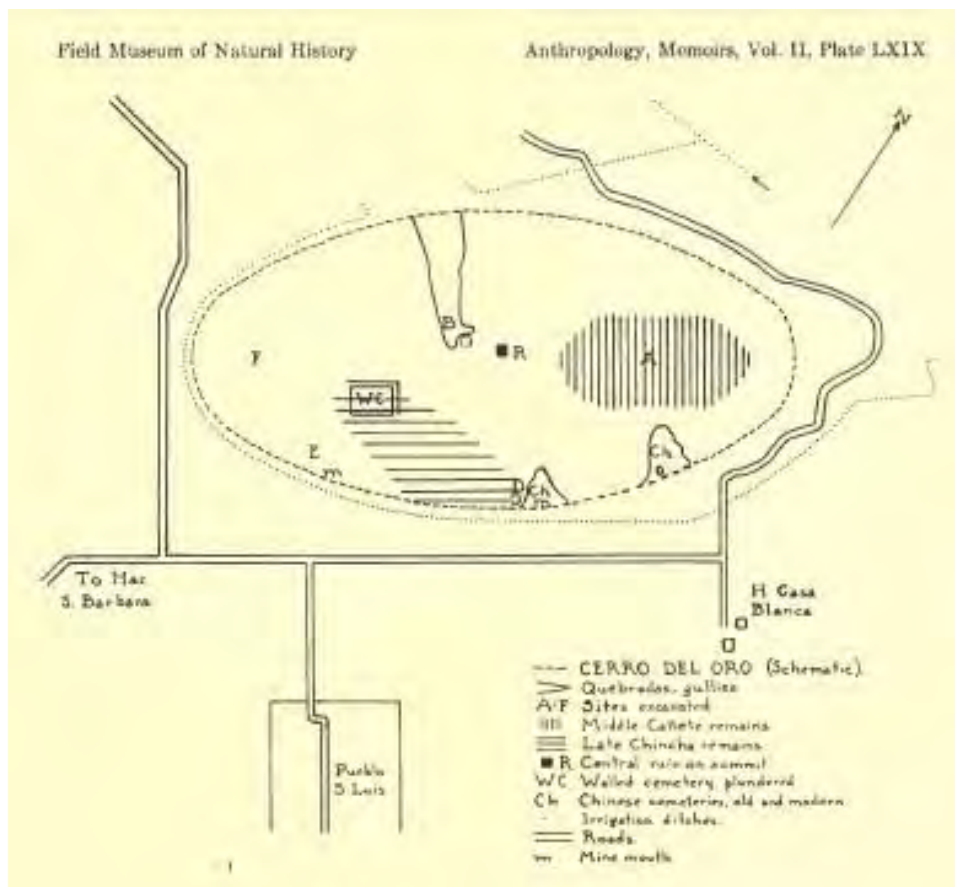 Field Museum of Natural History
Anthropology, Memoirs, Vol. II, Plate LXIX
N
B
R
A
F
WC
E
m
Ch
Ch
To Hac.
S. Barbara
H. Casa
Blanca
CERRO DEL ORO (Schematic).
Quebradas, gullies
A-F Sites excavated
Middle Cañete remains
Late Chincha remains
R Central ruin on summit
WC Walled cemetery, plundered
Ch Chinese cemeteries, old and modern
Irrigation ditches.
Roads.
m Mine mouth
Pueblo
S. Luis